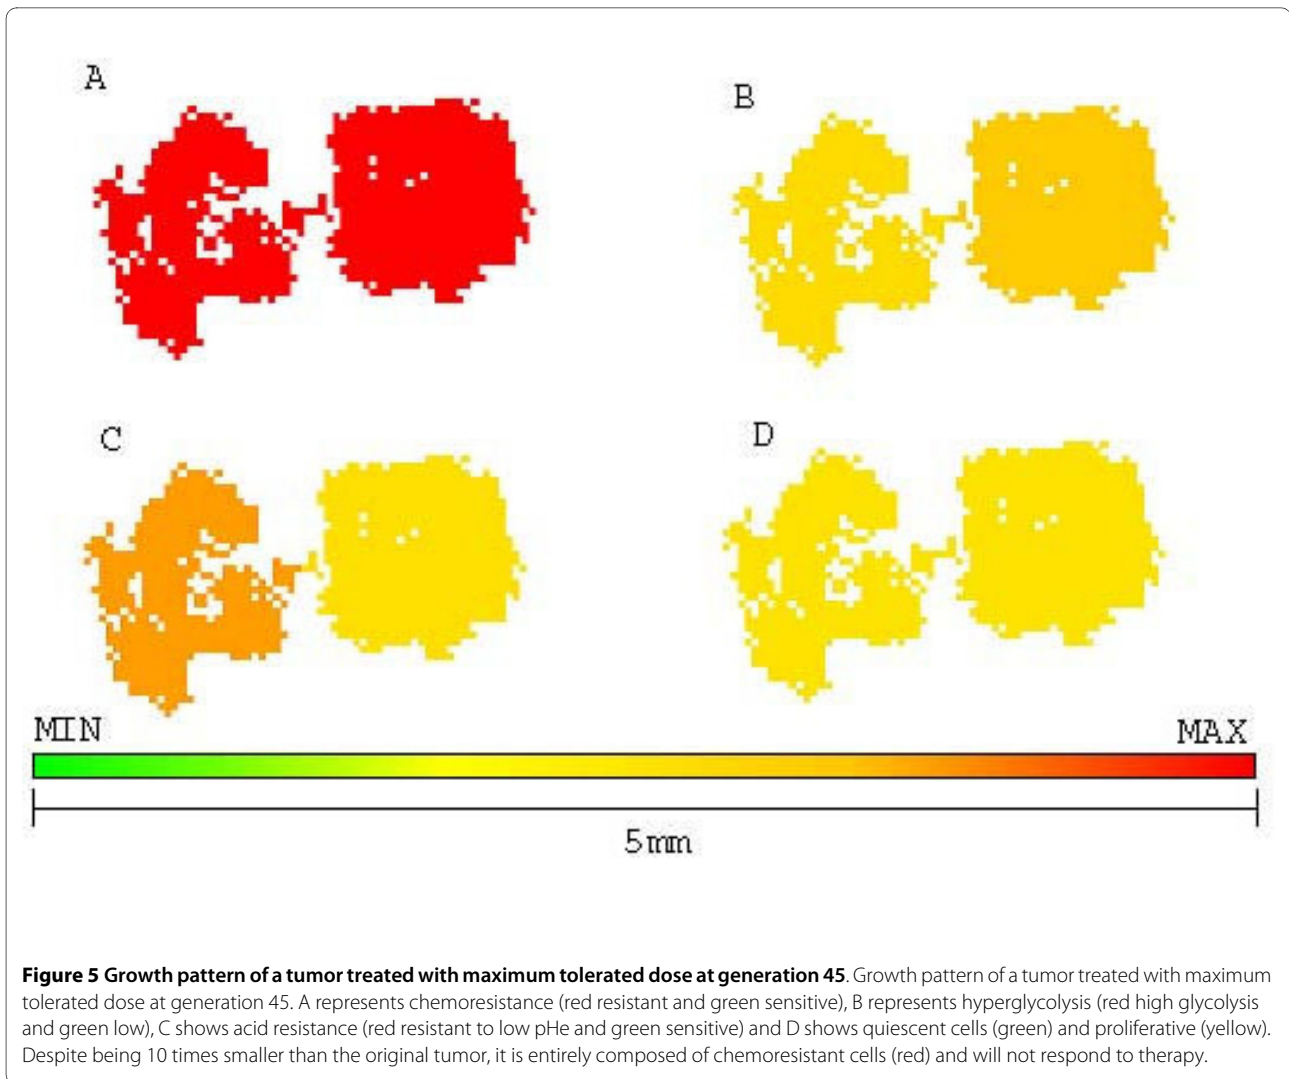 A
B
C
D
MIN
MAX
5mm
Figure 5 Growth pattern of a tumor treated with maximum tolerated dose at generation 45. Growth pattern of a tumor treated with maximum
tolerated dose at generation 45. A represents chemoresistance (red resistant and green sensitive), B represents hyperglycolysis (red high glycolysis
and green low), C shows acid resistance (red resistant to low pHe and green sensitive) and D shows quiescent cells (green) and proliferative (yellow).
Despite being 10 times smaller than the original tumor, it is entirely composed of chemoresistant cells (red) and will not respond to therapy.